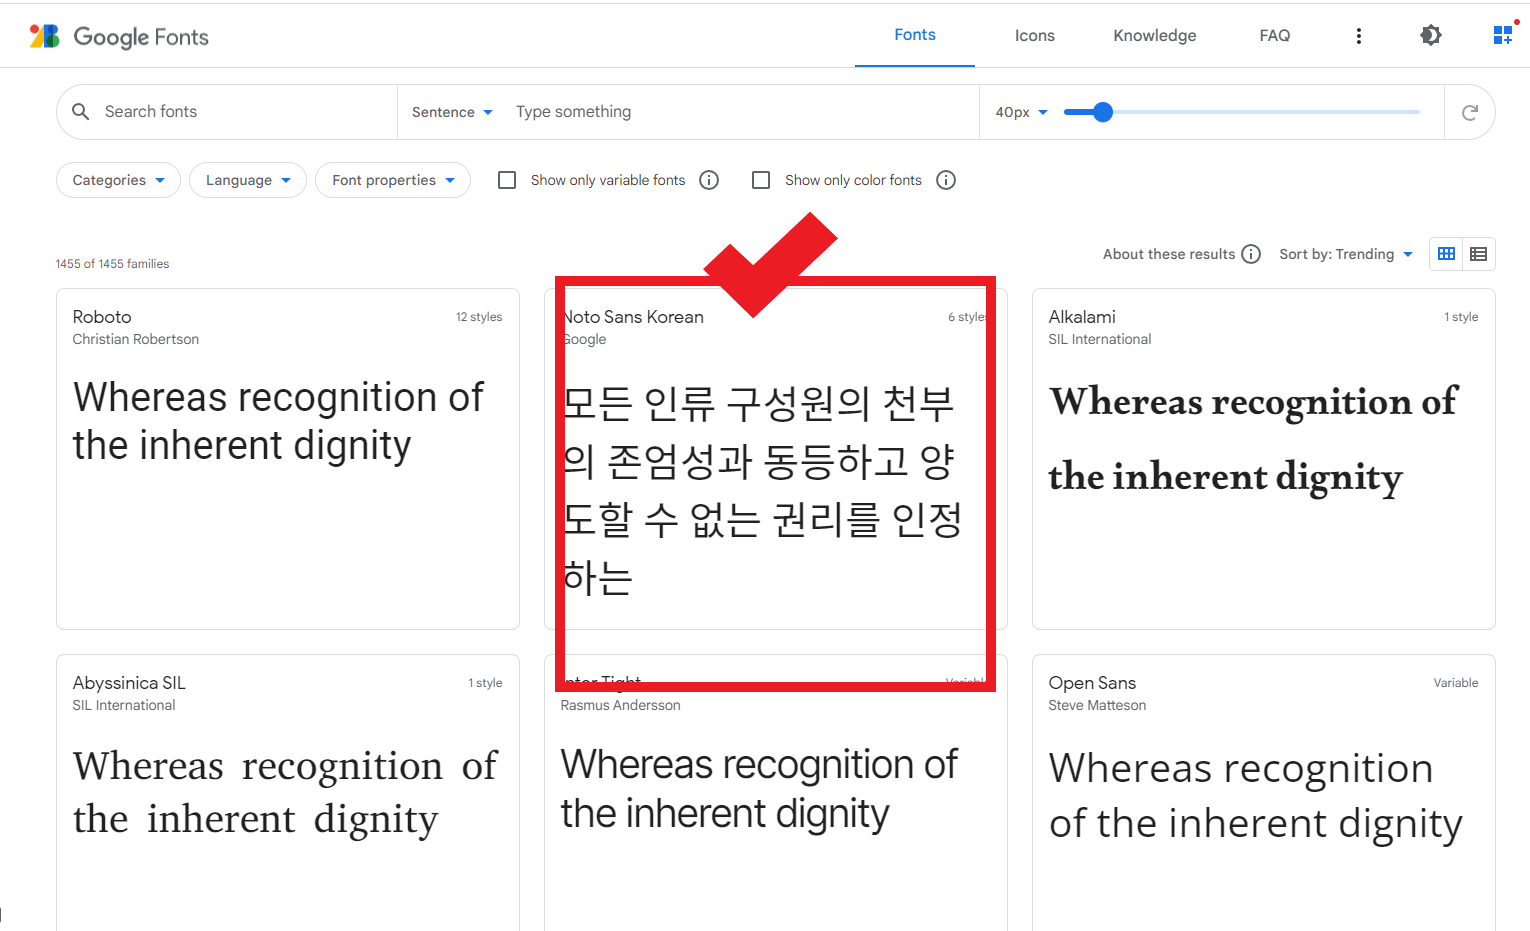 Google Fonts
Fonts
Icons
Knowledge
FAQ
Search fonts
Sentence
Type something
40px
Categories
Language
Font properties
Show only variable fonts
Show only color fonts
1455 of 1455 families
About these results
Sort by: Trending
Roboto
12 styles
Christian Robertson
Whereas recognition of
the inherent dignity
Noto Sans Korean
6 styles
Google
모든 인류 구성원의 천부
의 존엄성과 동등하고 양
도할 수 없는 권리를 인정
하는
Alkalami
1 style
SIL International
Whereas recognition of
the inherent dignity
Abyssinica SIL
1 style
SIL International
Whereas recognition of
the inherent dignity
Inter Tight
Variable
Rasmus Andersson
Whereas recognition of
the inherent dignity
Open Sans
Variable
Steve Matteson
Whereas recognition
of the inherent dignity